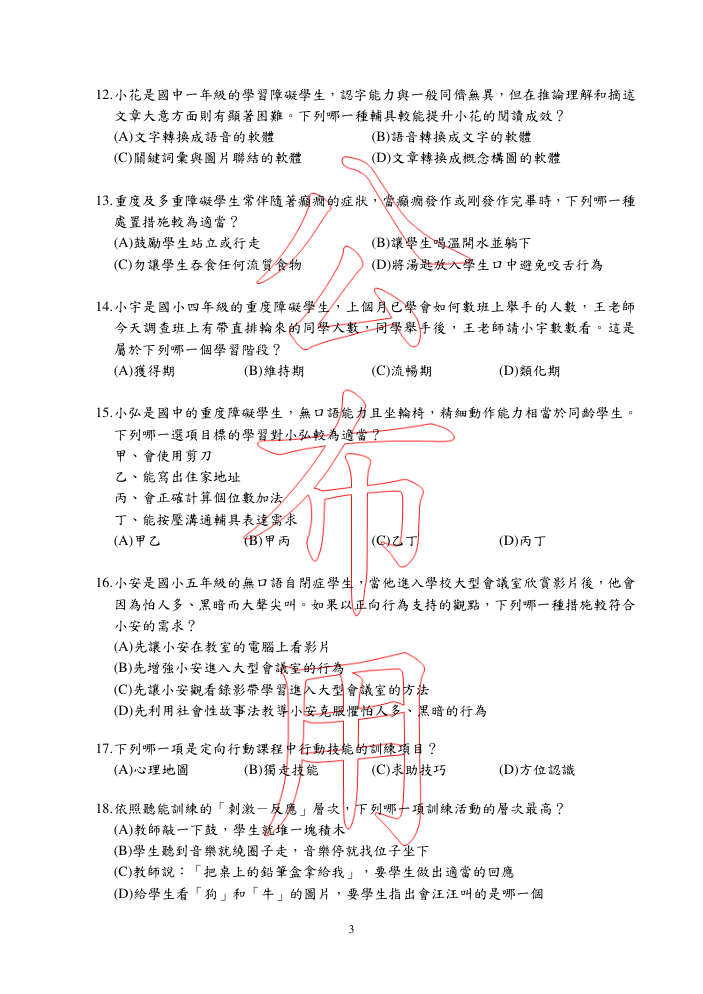 12.小花是國中一年級的學習障礙學生，認字能力與一般同儕無異，但在推論理解和摘述
文章大意方面則有顯著困難。下列哪一種輔具較能提升小花的閱讀成效？
(A)文字轉換成語音的軟體 (B)語音轉換成文字的軟體
(C)關鍵詞彙與圖片聯結的軟體 (D)文章轉換成概念構圖的軟體
13.重度及多重障礙學生常伴隨著癲癇的症狀，當癲癇發作或剛發作完畢時，下列哪一種
處置措施較為適當？
(A)鼓勵學生站立或行走 (B)讓學生喝溫開水並躺下
(C)勿讓學生吞食任何流質食物 (D)將湯匙放入學生口中避免咬舌行為
14.小宇是國小四年級的重度障礙學生，上個月已學會如何數班上舉手的人數，王老師
今天調查班上有帶直排輪來的同學人數，同學舉手後，王老師請小宇數數看。這是
屬於下列哪一個學習階段？
(A)獲得期 (B)維持期 (C)流暢期 (D)類化期
15.小弘是國中的重度障礙學生，無口語能力且坐輪椅，精細動作能力相當於同齡學生。
下列哪一選項目標的學習對小弘較為適當？
甲、會使用剪刀
乙、能寫出住家地址
丙、會正確計算個位數加法
丁、能按壓溝通輔具表達需求
(A)甲乙 (B)甲丙 (C)乙丁 (D)丙丁
16.小安是國小五年級的無口語自閉症學生，當他進入學校大型會議室欣賞影片後，他會
因為怕人多、黑暗而大聲尖叫。如果以正向行為支持的觀點，下列哪一種措施較符合
小安的需求？
(A)先讓小安在教室的電腦上看影片
(B)先增強小安進入大型會議室的行為
(C)先讓小安觀看錄影帶學習進入大型會議室的方法
(D)先利用社會性故事法教導小安克服懼怕人多、黑暗的行為
17.下列哪一項是定向行動課程中行動技能的訓練項目？
(A)心理地圖 (B)獨走技能 (C)求助技巧 (D)方位認識
18.依照聽能訓練的「刺激－反應」層次，下列哪一項訓練活動的層次最高？
(A)教師敲一下鼓，學生就堆一塊積木
(B)學生聽到音樂就繞圈子走，音樂停就找位子坐下
(C)教師說：「把桌上的鉛筆盒拿給我」，要學生做出適當的回應
(D)給學生看「狗」和「牛」的圖片，要學生指出會汪汪叫的是哪一個
3
公布用